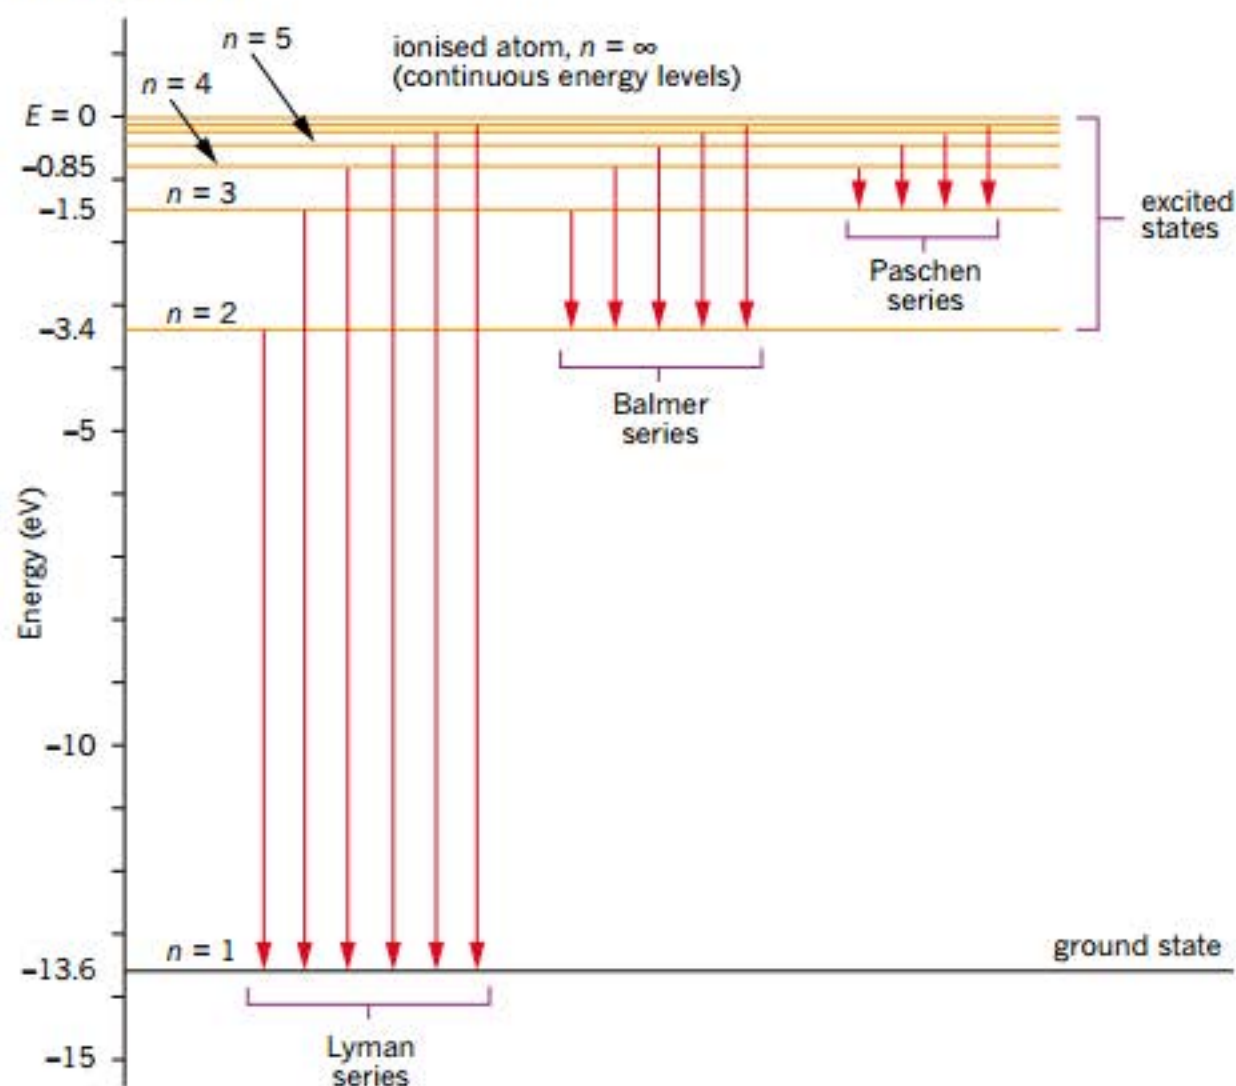 n = 5
ionised atom, n = ∞
(continuous energy levels)
n = 4
E = 0
–0.85
n = 3
–1.5
excited
states
Paschen
series
n = 2
–3.4
Balmer
series
–5
Energy (eV)
–10
n = 1
ground state
–13.6
Lyman
series
–15